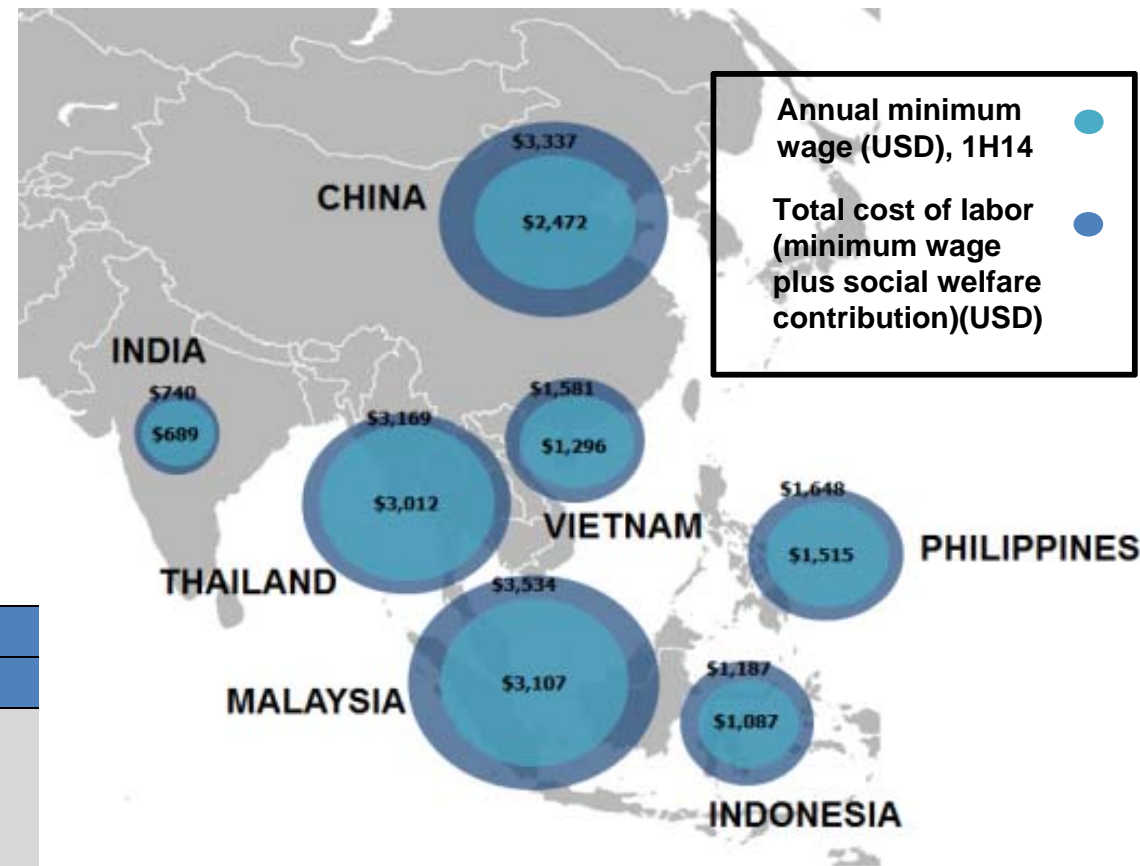 Annual minimum
wage (USD), 1H14
Total cost of labor
(minimum wage
plus social welfare
contribution)(USD)
$3,337
CHINA
$2,472
INDIA
$740
$689
$3,169
$3,012
THAILAND
$1,581
$1,296
VIETNAM
$1,648
$1,515
PHILIPPINES
$3,534
$3,107
MALAYSIA
$1,187
$1,087
INDONESIA